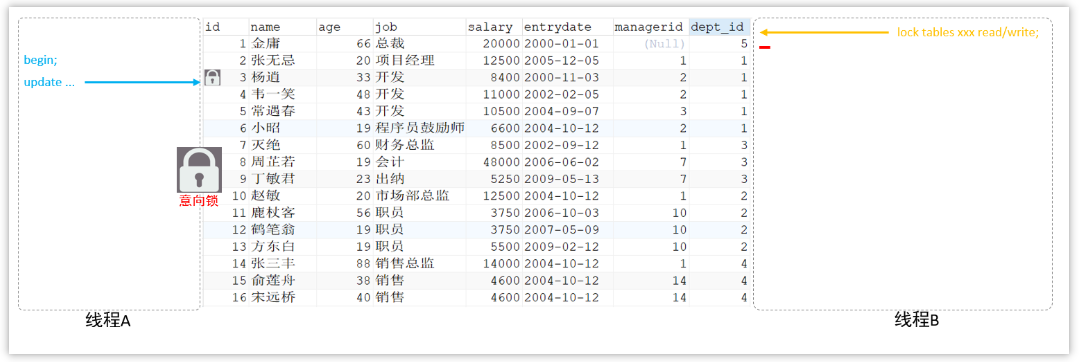 id name age job salary entrydate managerid dept_id
1 金庸 66 总裁 20000 2000-01-01 (Null) 5
2 张无忌 20 项目经理 12500 2005-12-05 1 1
3 杨逍 33 开发 8400 2000-11-03 2 1
4 韦一笑 48 开发 11000 2002-02-05 2 1
5 常遇春 43 开发 10500 2004-09-07 3 1
6 小昭 19 程序员鼓励师 6600 2004-10-12 2 1
7 灭绝 60 财务总监 8500 2002-09-12 1 3
8 周芷若 19 会计 48000 2006-06-02 7 3
9 丁敏君 23 出纳 5250 2009-05-13 7 3
10 赵敏 20 市场部总监 12500 2004-10-12 1 2
11 鹿杖客 56 职员 3750 2006-10-03 10 2
12 鹤笔翁 19 职员 3750 2007-05-09 10 2
13 方东白 19 职员 5500 2009-02-12 10 2
14 张三丰 88 销售总监 14000 2004-10-12 1 4
15 俞莲舟 38 销售 4600 2004-10-12 14 4
16 宋远桥 40 销售 4600 2004-10-12 14 4
begin;
update ...
意向锁
线程A
lock tables xxx read/write;
线程B